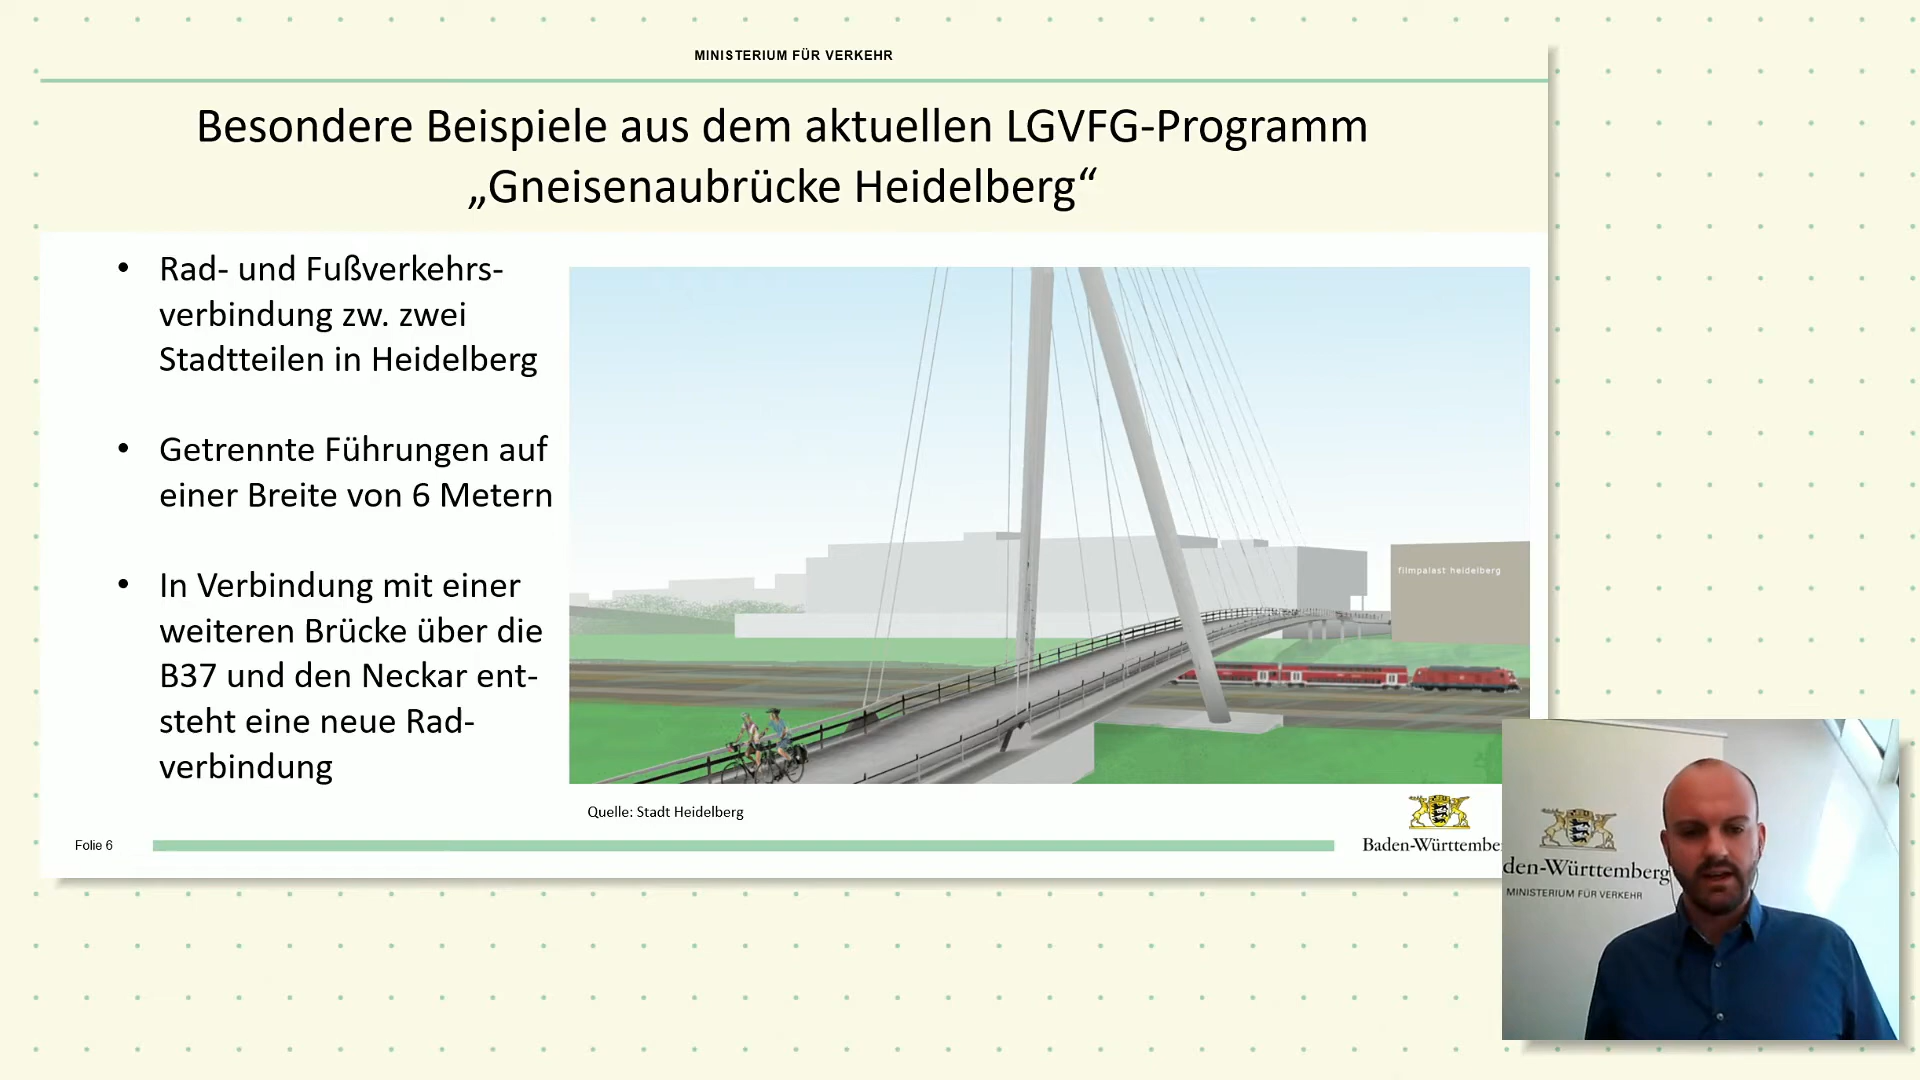 MINISTERIUM FÜR VERKEHR
Besondere Beispiele aus dem aktuellen LGVFG-Programm
„Gneisenaubrücke Heidelberg“
• Rad- und Fußverkehrs-
verbindung zw. zwei
Stadtteilen in Heidelberg
• Getrennte Führungen auf
einer Breite von 6 Metern
• In Verbindung mit einer
weiteren Brücke über die
B37 und den Neckar ent-
steht eine neue Rad-
verbindung
filmpalast heidelberg
Quelle: Stadt Heidelberg
Folie 6
Baden-Württembe
den-Württemberg
MINISTERIUM FÜR VERKEHR